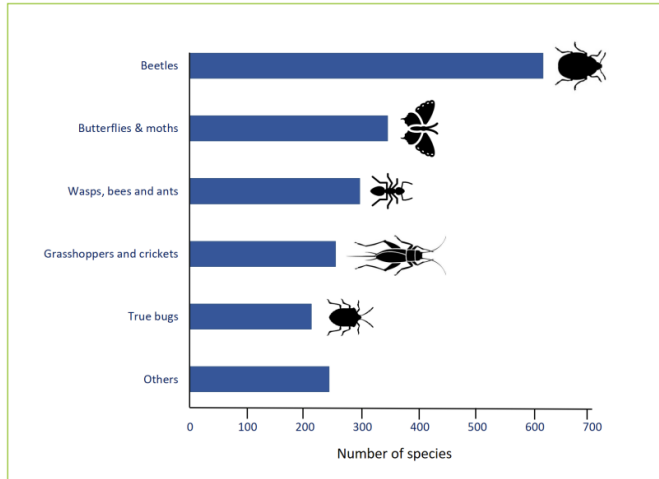 Beetles
Butterflies & moths
Wasps, bees and ants
Grasshoppers and crickets
True bugs
Others
0 100 200 300 400 500 600 700
Number of species